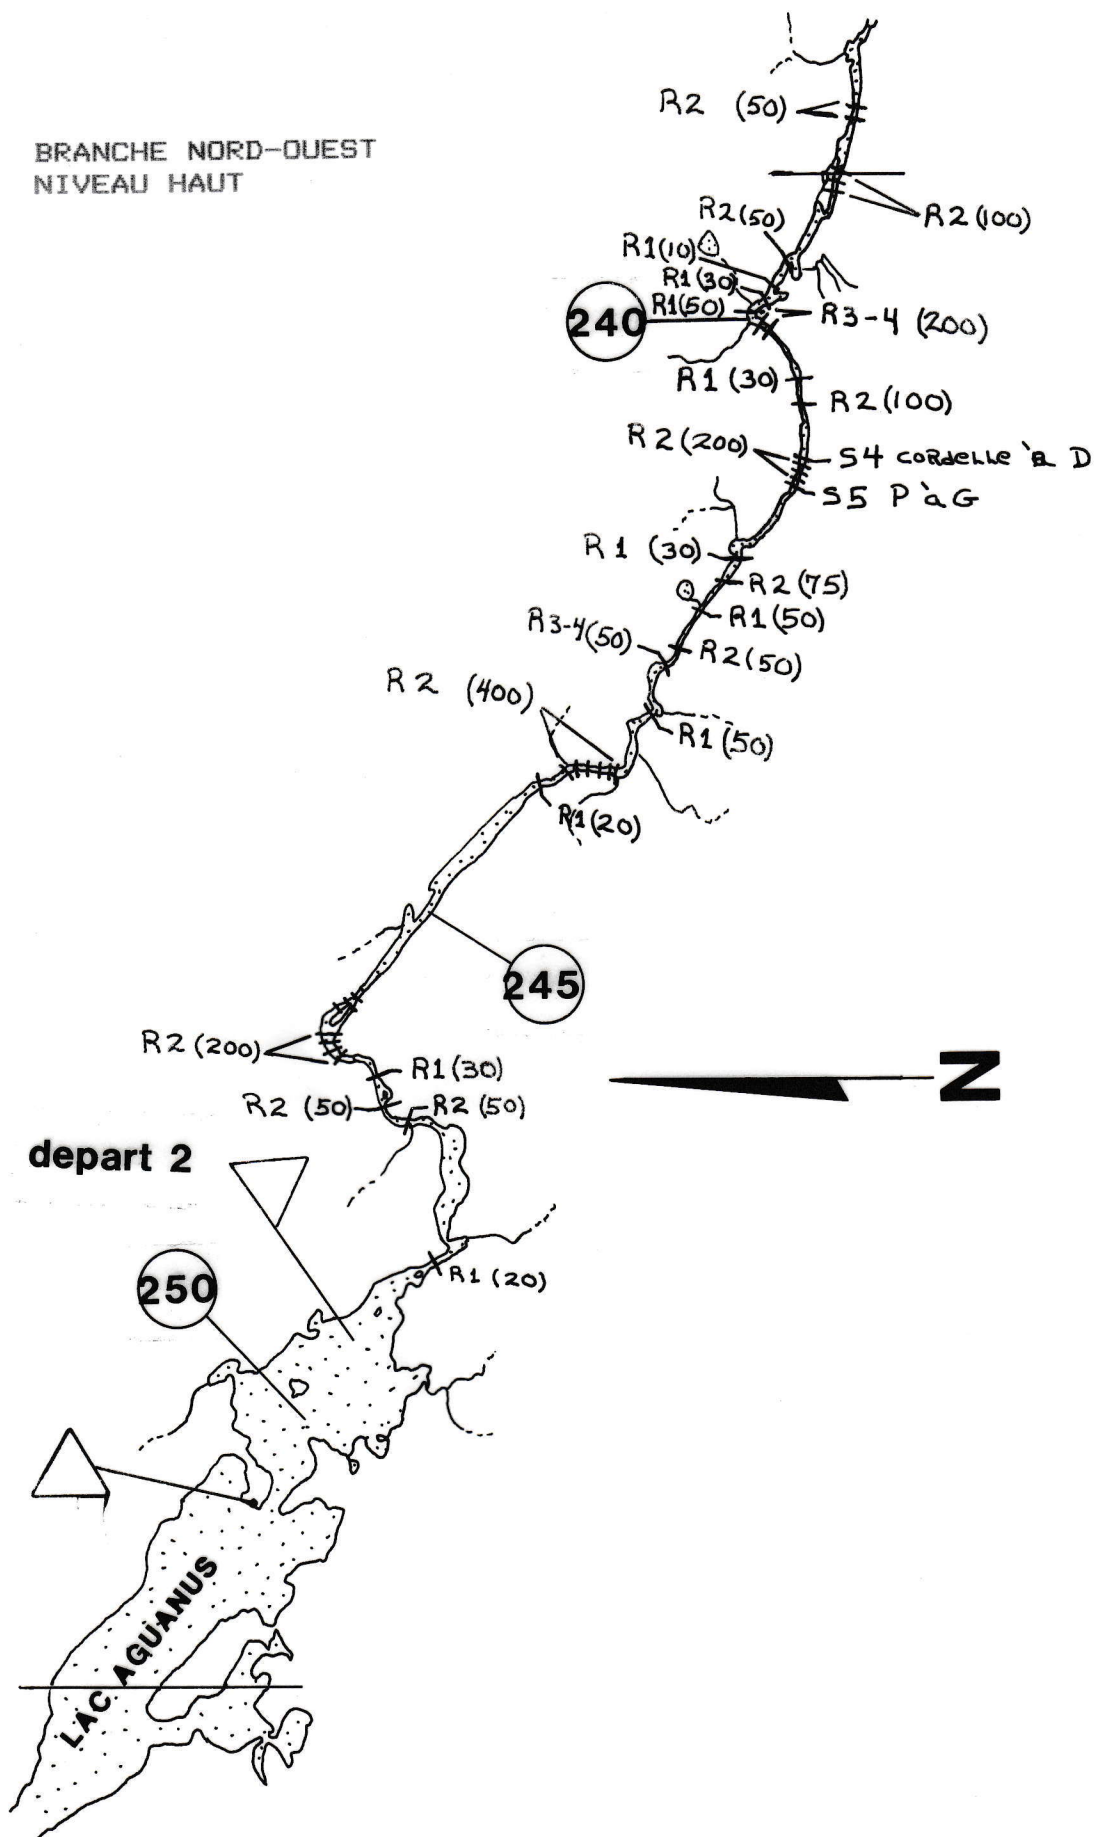 BRANCHE NORD-OUEST
NIVEAU HAUT
R2 (50)
R2 (100)
R2 (50)
R1 (10)
R1 (30)
R1 (50)
240
R3-4 (200)
R1 (30)
R2 (100)
R2 (200)
S4 cordelle à D
S5 P à G
R1 (30)
R2 (75)
R1 (50)
R3-4 (50)
R2 (50)
R2 (400)
R1 (50)
R1 (20)
245
R2 (200)
R1 (30)
R2 (50)
R2 (50)
N
depart 2
250
R1 (20)
LAC AGUANUS